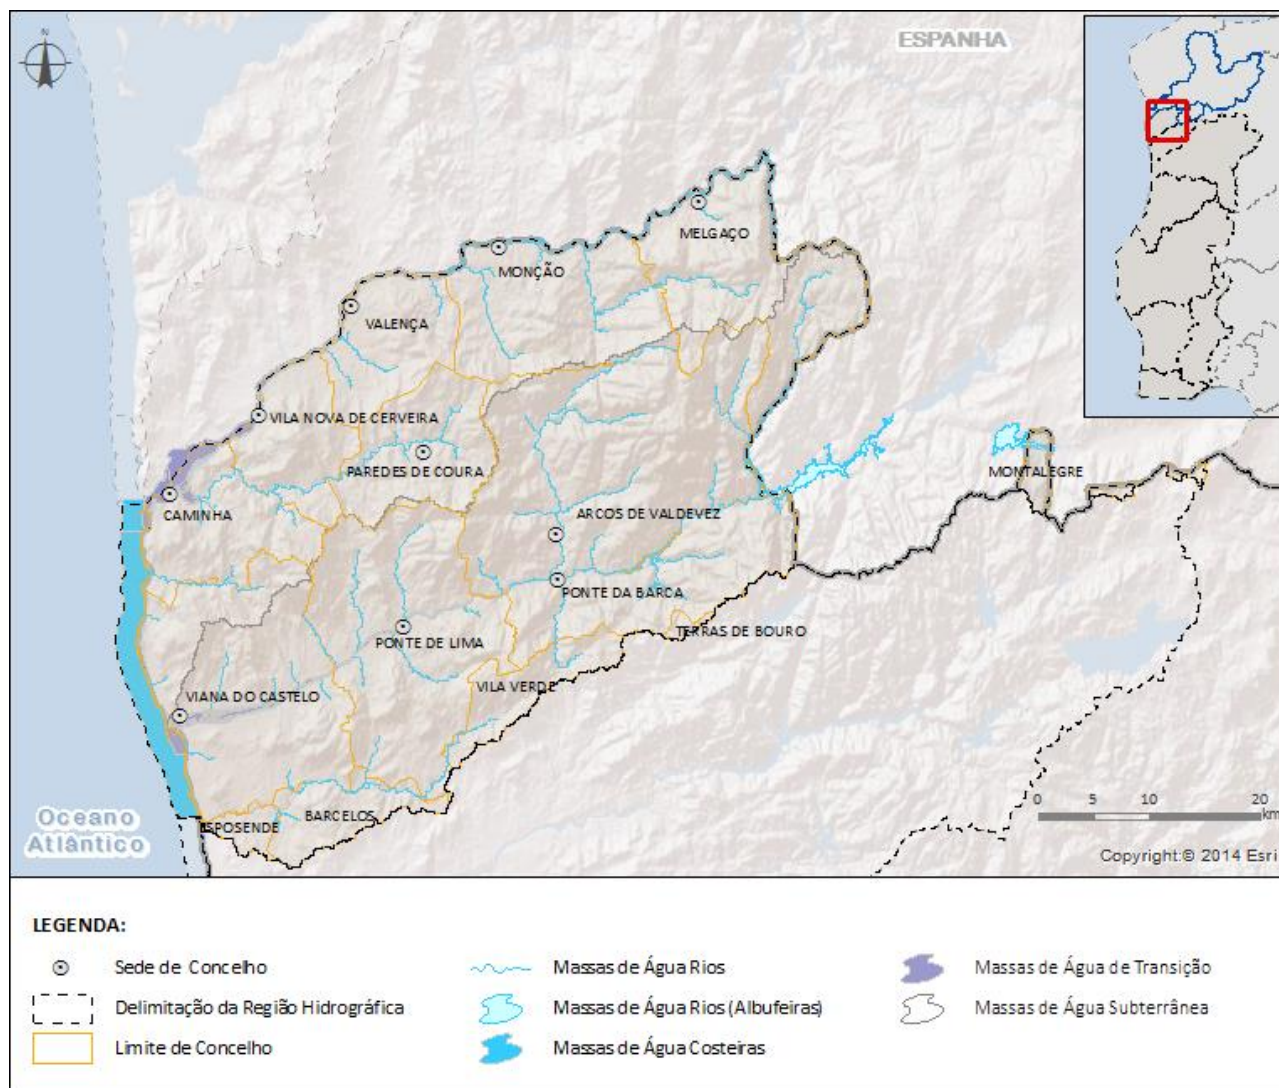 N
ESPANHA
MELGAÇO
MONÇÃO
VALENÇA
VILA NOVA DE CERVEIRA
PAREDES DE COURA
MONTALEGRE
CAMINHA
ARCOS DE VALDEVEZ
PONTE DA BARCA
TERRAS DE BOURO
PONTE DE LIMA
VILA VERDE
VIANA DO CASTELO
BARCELOS
ESPOSENDE
Oceano
Atlântico
0 5 10 20
km
Copyright:© 2014 Esri
LEGENDA:
Sede de Concelho
Delimitação da Região Hidrográfica
Limite de Concelho
Massas de Água Rios
Massas de Água Rios (Albufeiras)
Massas de Água Costeiras
Massas de Água de Transição
Massas de Água Subterrânea